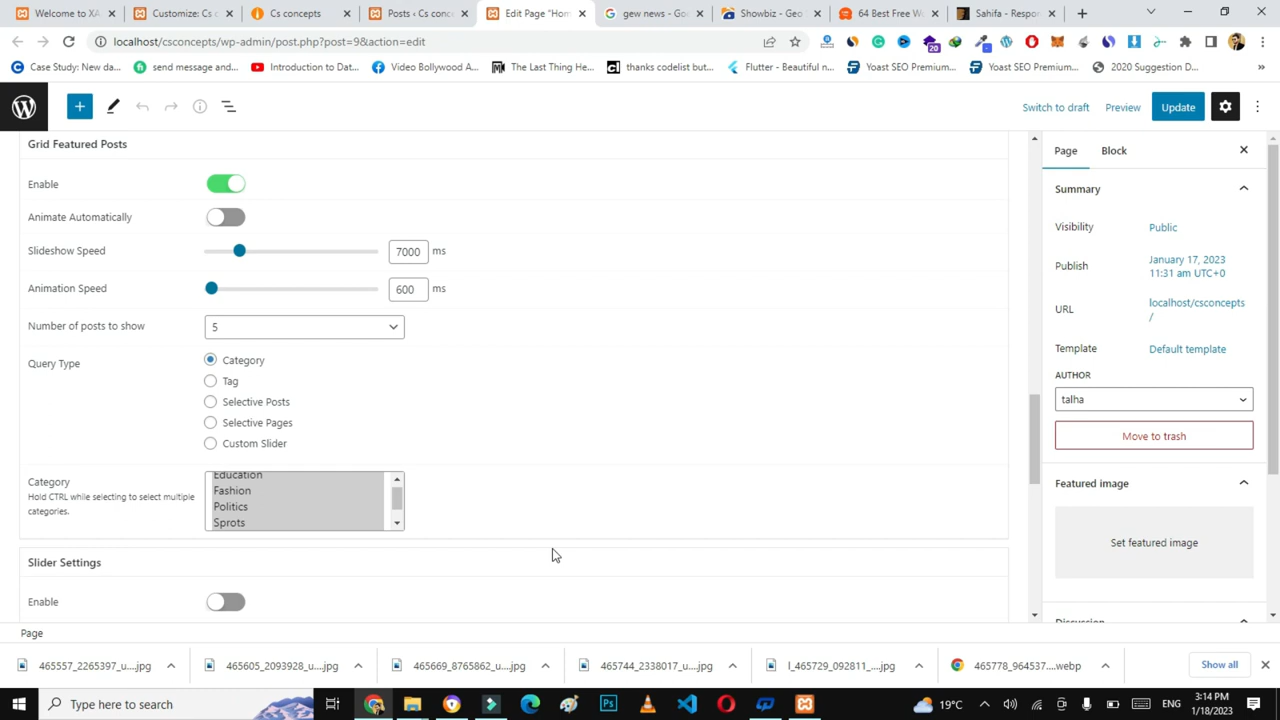 Welcome to XA
Customize: Cs c
Cs concepts
Posts ‹ Cs conc
Edit Page "Hom
gew news - Goo
Showbiz - Geo
64 Best Free W
Sahifa - Respon
localhost/csconcepts/wp-admin/post.php?post=9&action=edit
20
Case Study: New da...
send message and...
Introduction to Dat...
Video Bollywood A...
The Last Thing He...
thanks codelist but...
Flutter - Beautiful n...
Yoast SEO Premium...
Yoast SEO Premium...
2020 Suggestion D...
Switch to draft
Preview
Update
Grid Featured Posts
Enable
Animate Automatically
Slideshow Speed
7000
ms
Animation Speed
600
ms
Number of posts to show
5
Query Type
Category
Tag
Selective Posts
Selective Pages
Custom Slider
Category
Hold CTRL while selecting to select multiple
categories.
Education
Fashion
Politics
Sprots
Slider Settings
Enable
Page
Block
Summary
Visibility
Public
Publish
January 17, 2023
11:31 am UTC+0
URL
localhost/csconcepts
/
Template
Default template
AUTHOR
talha
Move to trash
Featured image
Set featured image
Discussion
Page
465557_2265397_u....jpg
465605_2093928_u....jpg
465669_8765862_u....jpg
465744_2338017_u....jpg
l_465729_092811_....jpg
465778_964537....webp
Show all
Type here to search
Ps
19°C
ENG
3:14 PM
1/18/2023